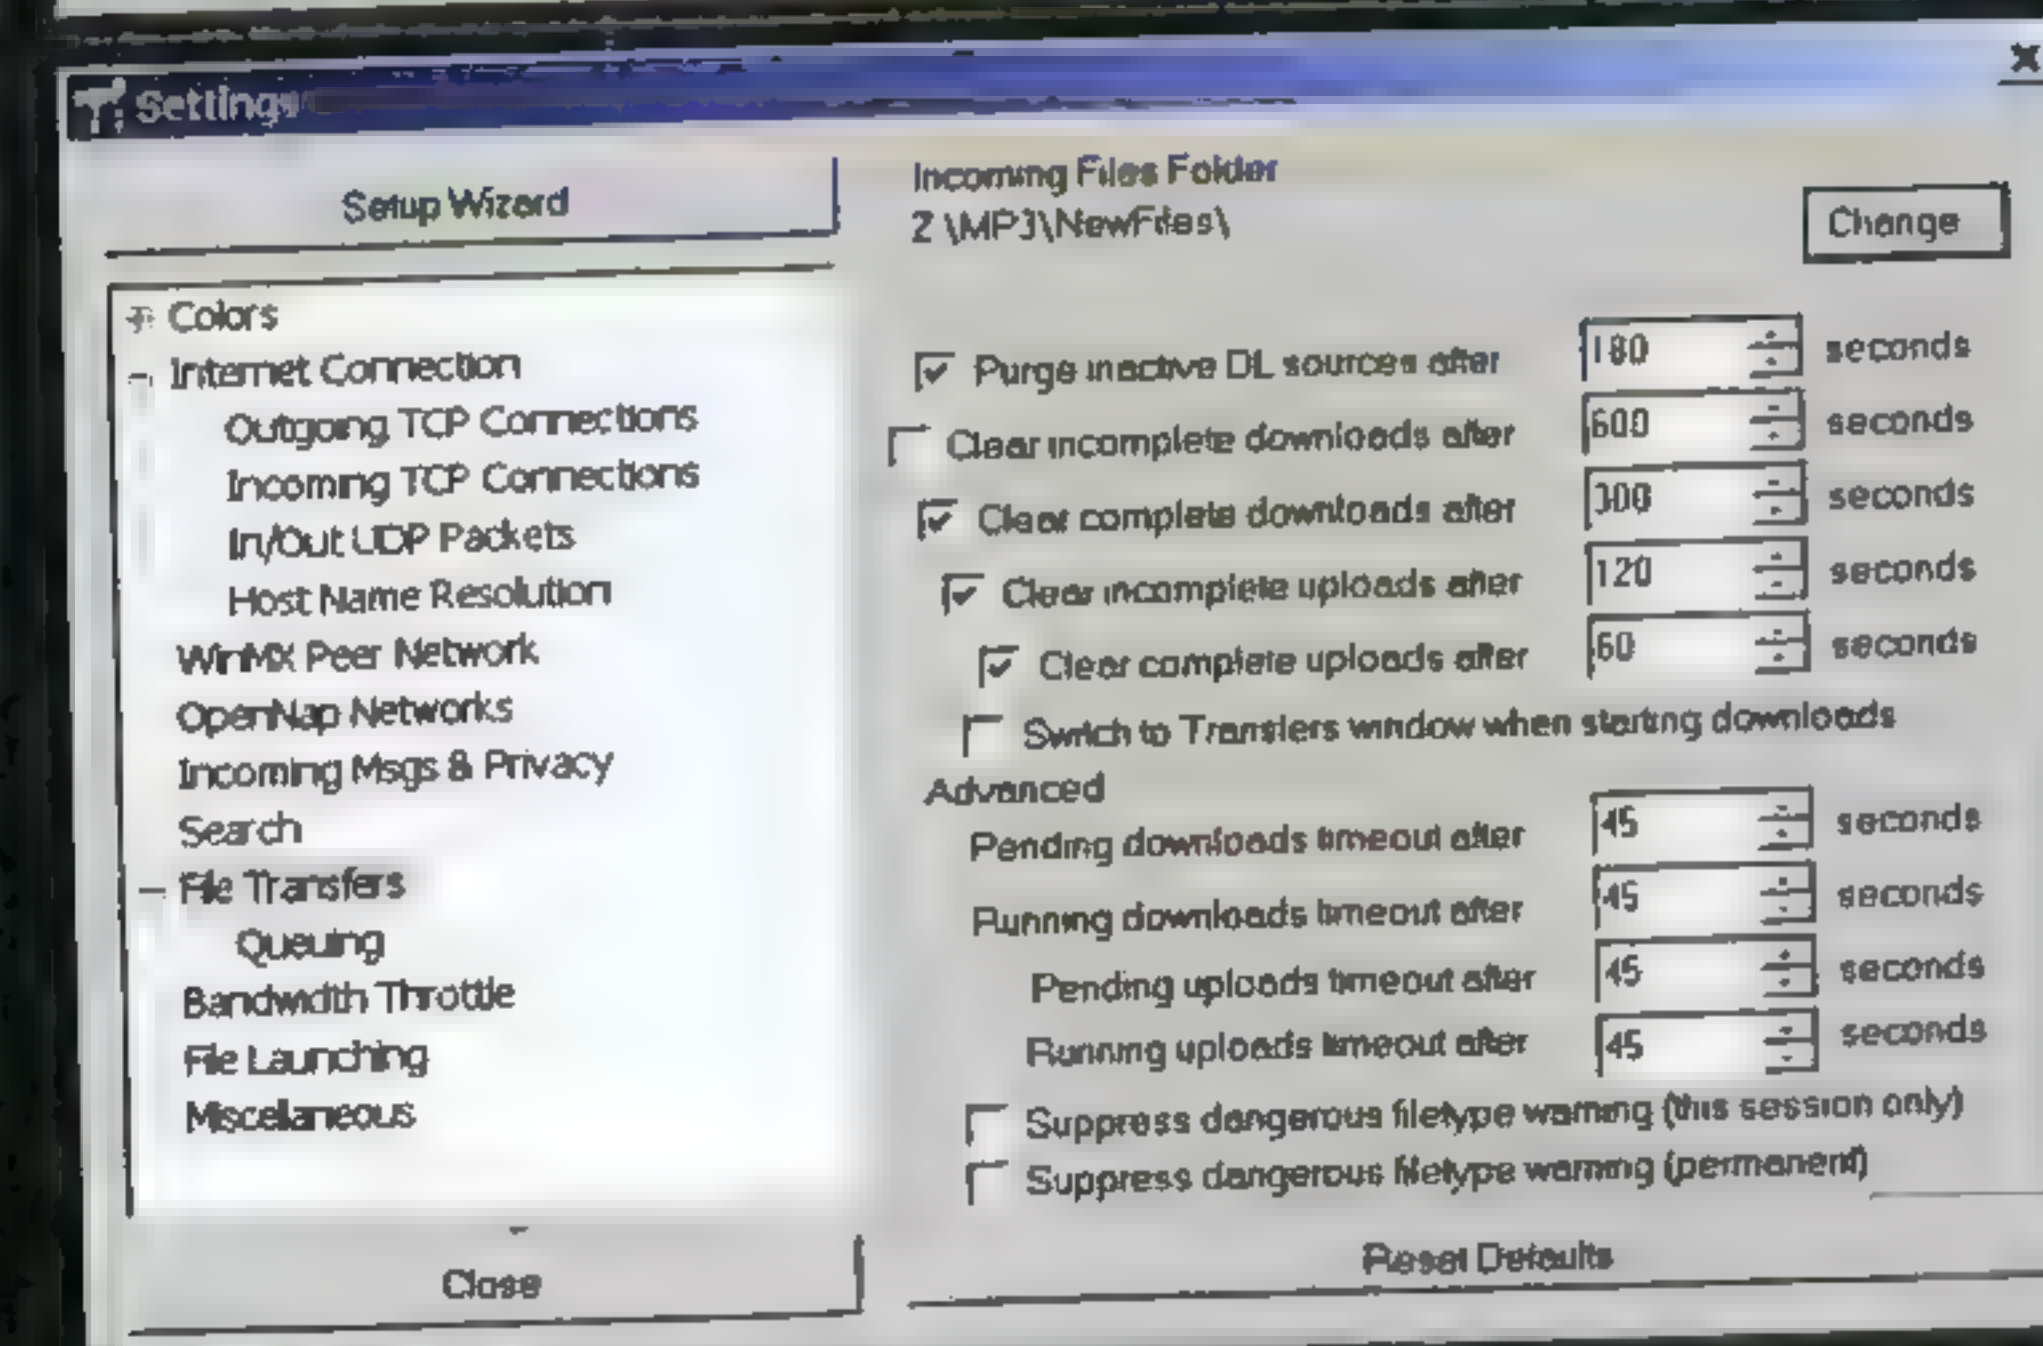 Settings
Setup Wizard
Colors
Internet Connection
Outgoing TCP Connections
Incoming TCP Connections
In/Out UDP Packets
Host Name Resolution
WinMX Peer Network
OpenNap Networks
Incoming Msgs & Privacy
Search
File Transfers
Queuing
Bandwidth Throttle
File Launching
Miscellaneous
Close
Incoming Files Folder
Z:\MP3\NewFiles\
Change
Purge inactive DL sources after 180 seconds
Clear incomplete downloads after 600 seconds
Clear complete downloads after 300 seconds
Clear incomplete uploads after 120 seconds
Clear complete uploads after 60 seconds
Switch to Transfers window when starting downloads
Advanced
Pending downloads timeout after 45 seconds
Running downloads timeout after 45 seconds
Pending uploads timeout after 45 seconds
Running uploads timeout after 45 seconds
Suppress dangerous filetype warning (this session only)
Suppress dangerous filetype warning (permanent)
Reset Defaults